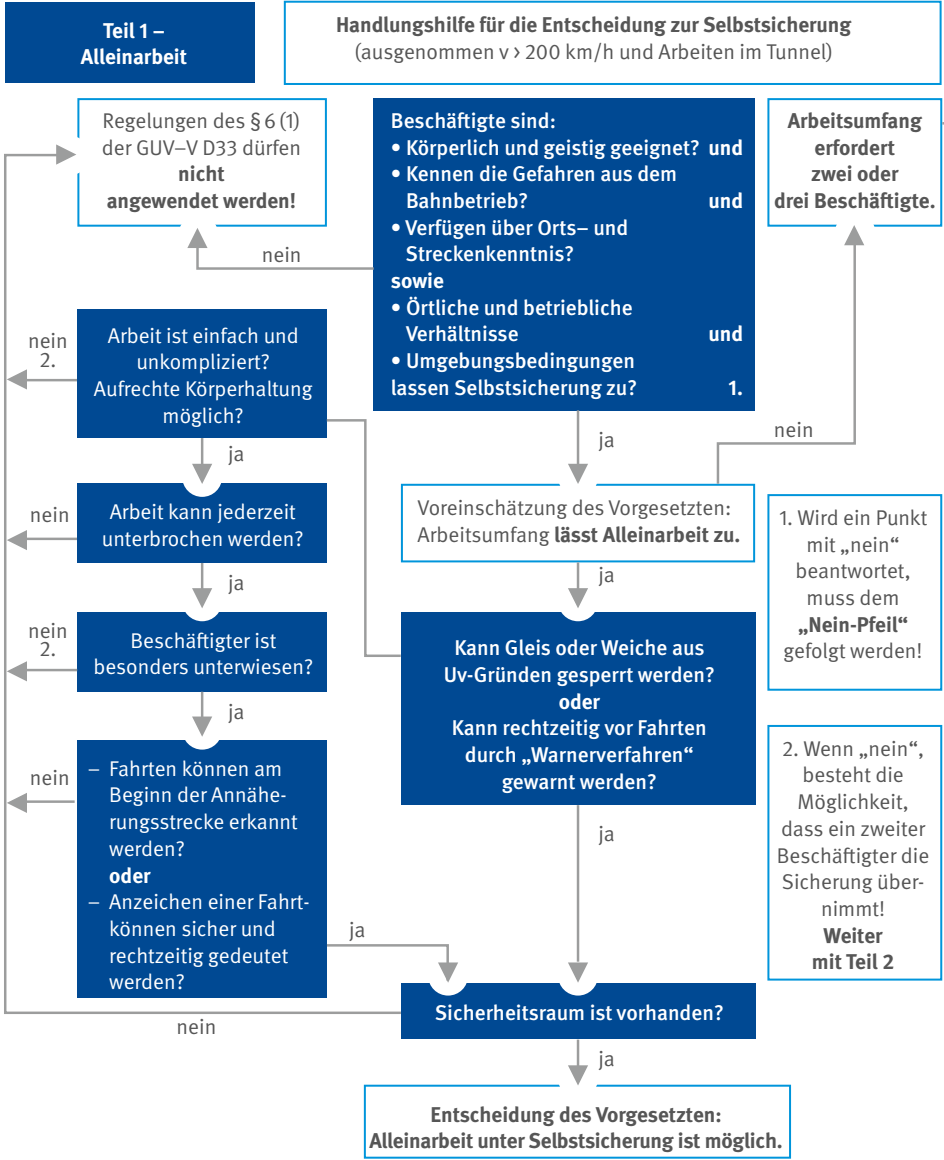 Teil 1 –
Alleinarbeit
Handlungshilfe für die Entscheidung zur Selbstsicherung
(ausgenommen v > 200 km/h und Arbeiten im Tunnel)
Regelungen des § 6 (1)
der GUV–V D33 dürfen
nicht
angewendet werden!
Beschäftigte sind:
• Körperlich und geistig geeignet? und
• Kennen die Gefahren aus dem
Bahnbetrieb? und
• Verfügen über Orts– und
Streckenkenntnis?
sowie
• Örtliche und betriebliche
Verhältnisse und
• Umgebungsbedingungen
lassen Selbstsicherung zu? 1.
Arbeitsumfang
erfordert
zwei oder
drei Beschäftigte.
nein
nein
2.
Arbeit ist einfach und
unkompliziert?
Aufrechte Körperhaltung
möglich?
ja
ja
nein
nein
Arbeit kann jederzeit
unterbrochen werden?
Voreinschätzung des Vorgesetzten:
Arbeitsumfang lässt Alleinarbeit zu.
1. Wird ein Punkt
mit „nein“
beantwortet,
muss dem
„Nein-Pfeil“
gefolgt werden!
ja
ja
nein
2.
Beschäftigter ist
besonders unterwiesen?
Kann Gleis oder Weiche aus
Uv-Gründen gesperrt werden?
oder
Kann rechtzeitig vor Fahrten
durch „Warnerverfahren“
gewarnt werden?
ja
2. Wenn „nein“,
besteht die
Möglichkeit,
dass ein zweiter
Beschäftigter die
Sicherung über-
nimmt!
Weiter
mit Teil 2
nein
– Fahrten können am
Beginn der Annähe-
rungsstrecke erkannt
werden?
oder
– Anzeichen einer Fahrt-
können sicher und
rechtzeitig gedeutet
werden?
ja
ja
Sicherheitsraum ist vorhanden?
nein
ja
Entscheidung des Vorgesetzten:
Alleinarbeit unter Selbstsicherung ist möglich.